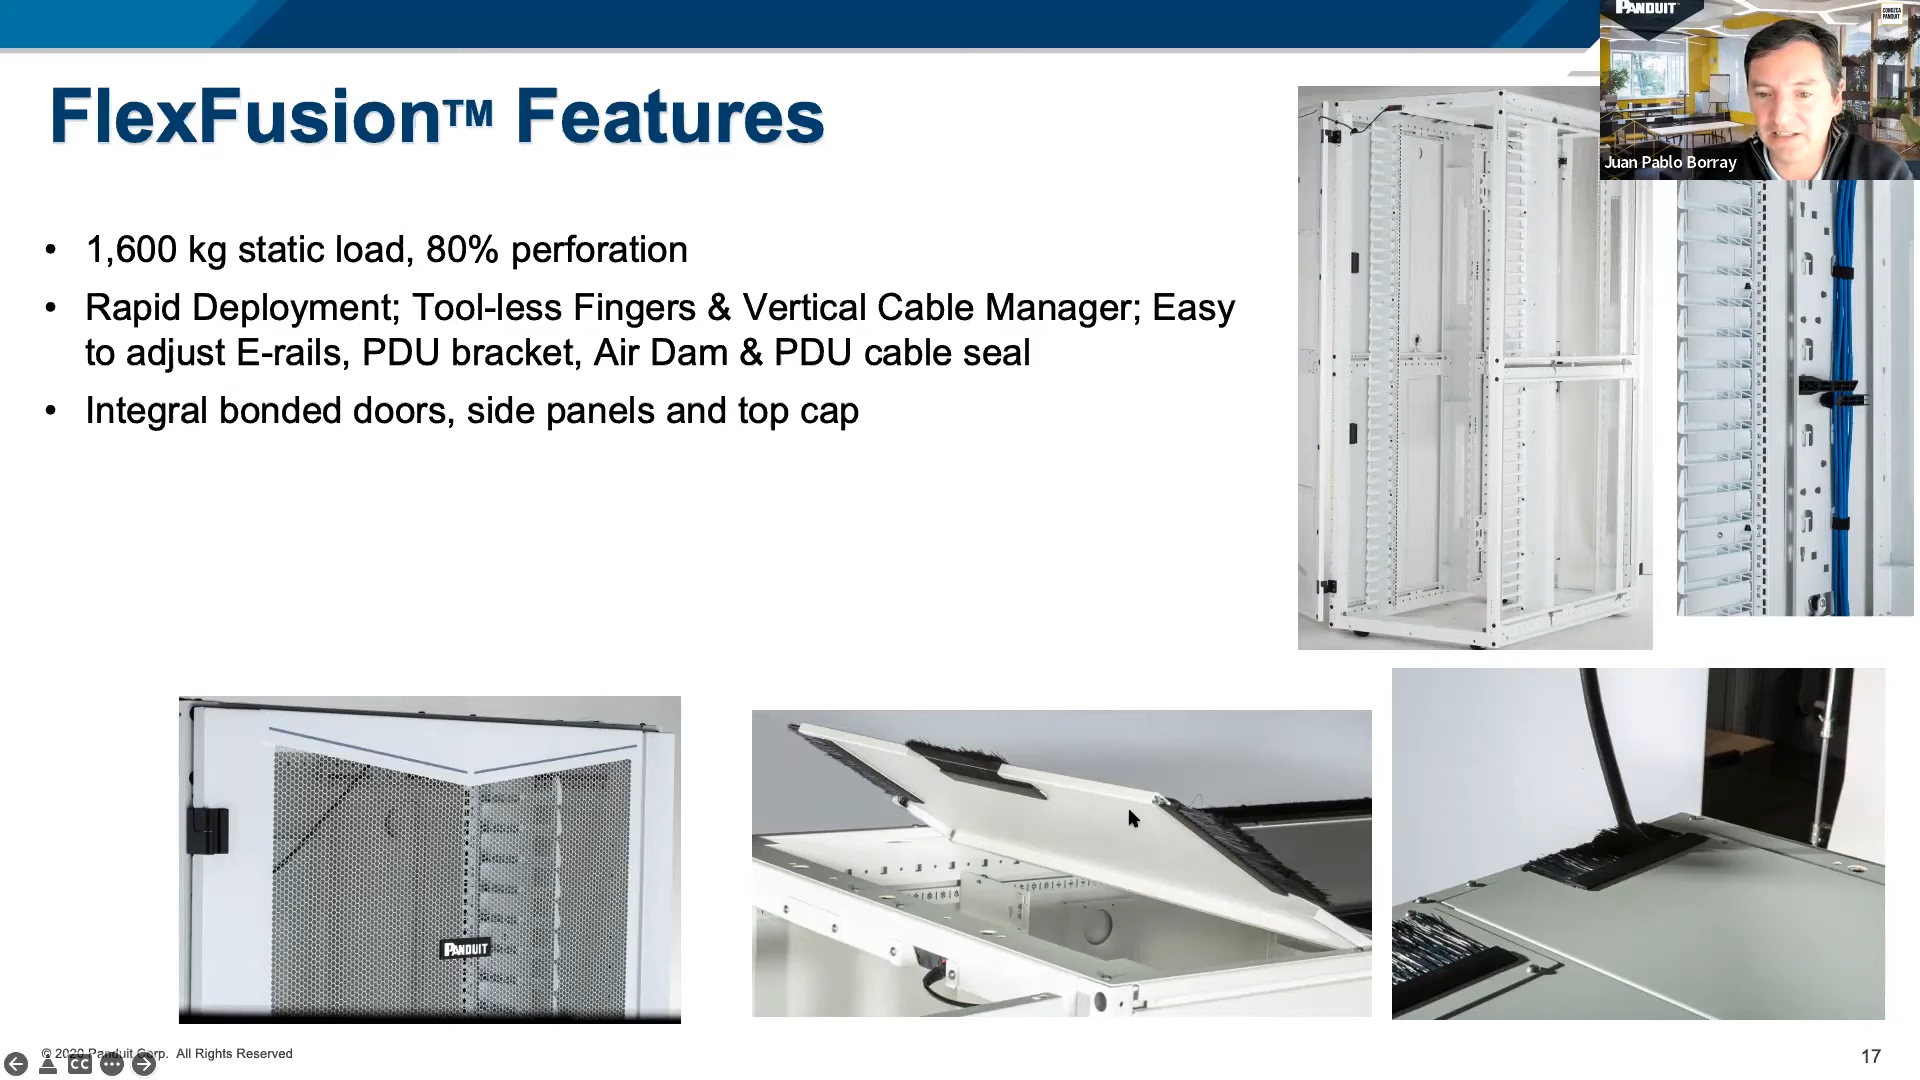 PANDUIT
CONOZCA
PANDUIT
Juan Pablo Borray
FlexFusion™ Features
• 1,600 kg static load, 80% perforation
• Rapid Deployment; Tool-less Fingers & Vertical Cable Manager; Easy
to adjust E-rails, PDU bracket, Air Dam & PDU cable seal
• Integral bonded doors, side panels and top cap
PANDUIT
© 2020 Panduit Corp. All Rights Reserved
CC
17